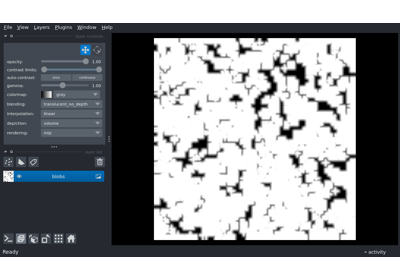 File View Layers Plugins Window Help
opacity: 1.00
contrast limits:
auto-contrast: once continuous
gamma: 1.00
colormap: gray
blending: translucent_no_depth
interpolation: linear
depiction: volume
rendering: mip
blobs
Ready
activity